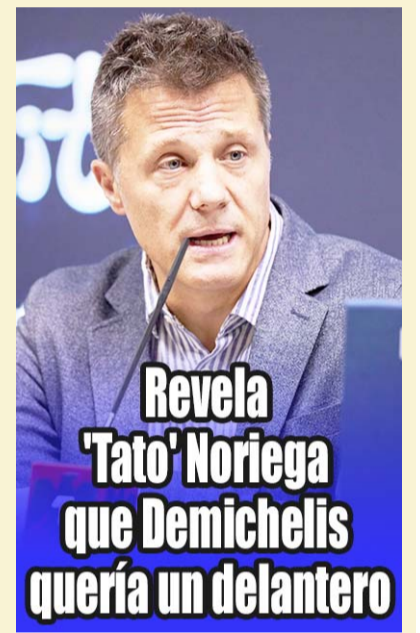 Revela
'Tato' Noriega
que Demichelis
quería un delantero